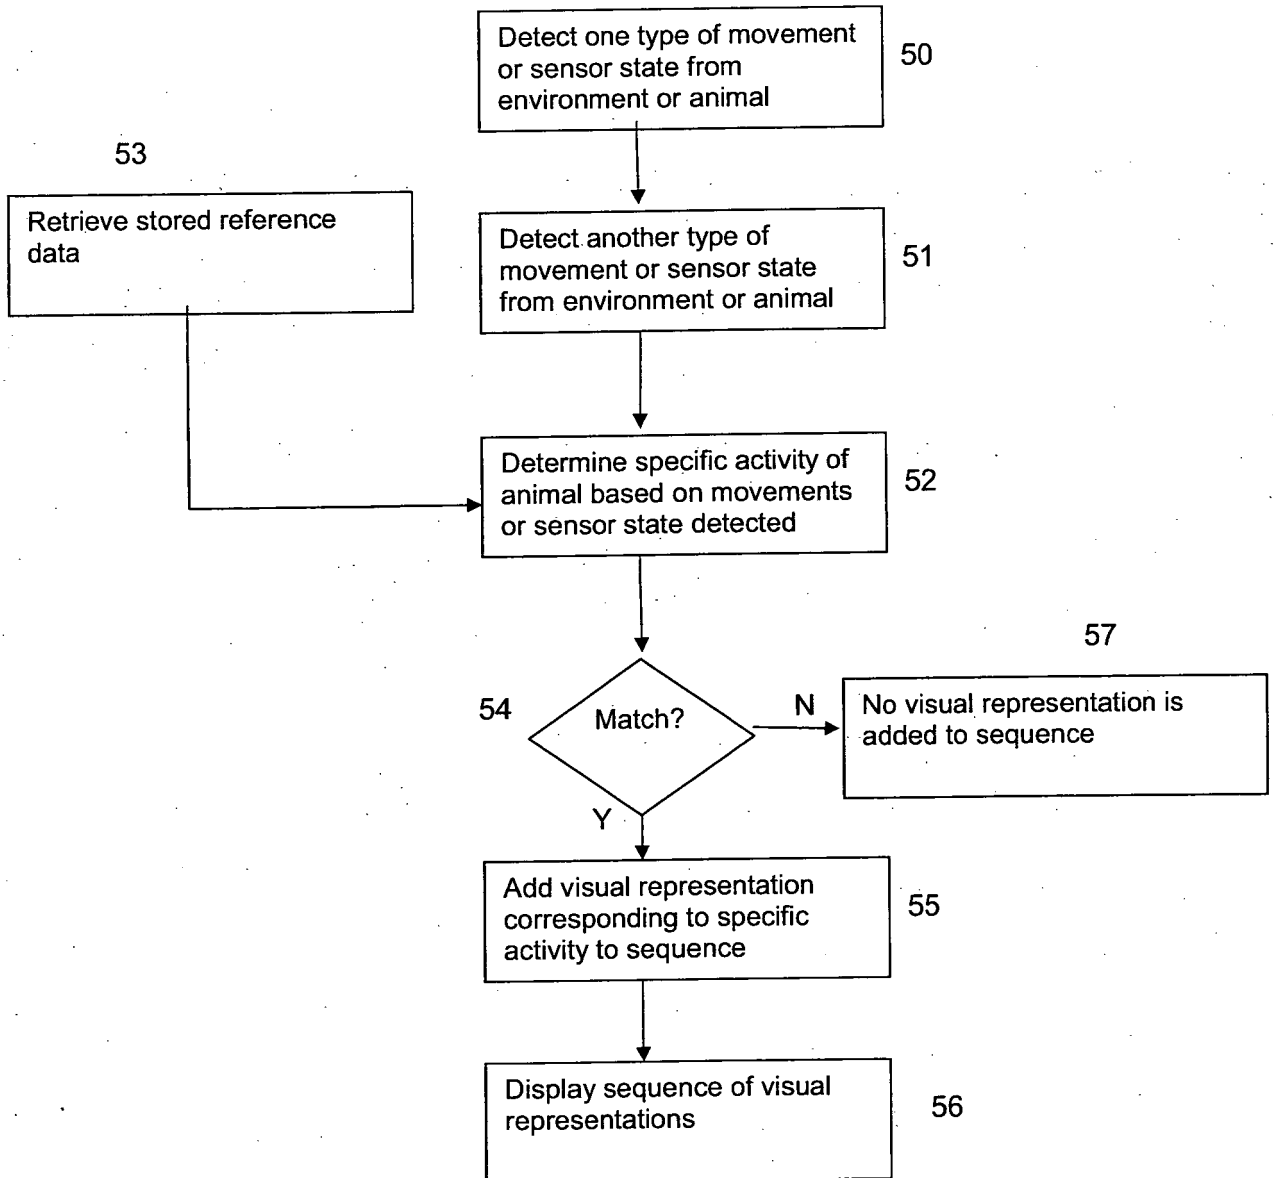 Detect one type of movement
or sensor state from
environment or animal
50
53
Retrieve stored reference
data
Detect another type of
movement or sensor state
from environment or animal
51
Determine specific activity of
animal based on movements
or sensor state detected
52
54
Match?
N
57
No visual representation is
added to sequence
Y
Add visual representation
corresponding to specific
activity to sequence
55
Display sequence of visual
representations
56